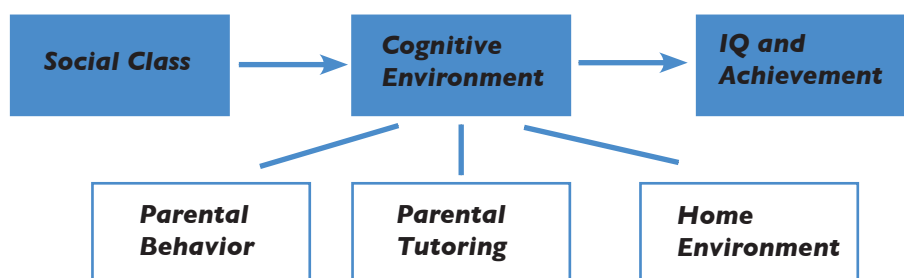 Social Class
Cognitive
Environment
IQ and
Achievement
Parental
Behavior
Parental
Tutoring
Home
Environment